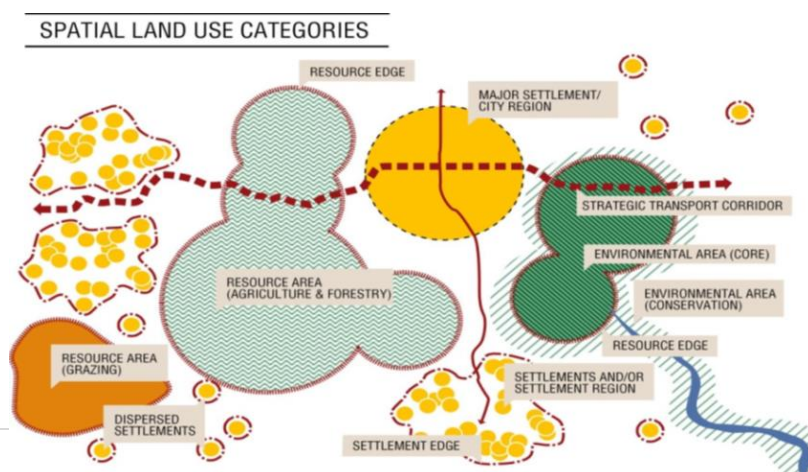 SPATIAL LAND USE CATEGORIES
RESOURCE EDGE
MAJOR SETTLEMENT/
CITY REGION
STRATEGIC TRANSPORT CORRIDOR
ENVIRONMENTAL AREA (CORE)
RESOURCE AREA
(AGRICULTURE & FORESTRY)
ENVIRONMENTAL AREA
(CONSERVATION)
RESOURCE EDGE
RESOURCE AREA
(GRAZING)
SETTLEMENTS AND/OR
SETTLEMENT REGION
DISPERSED
SETTLEMENTS
SETTLEMENT EDGE